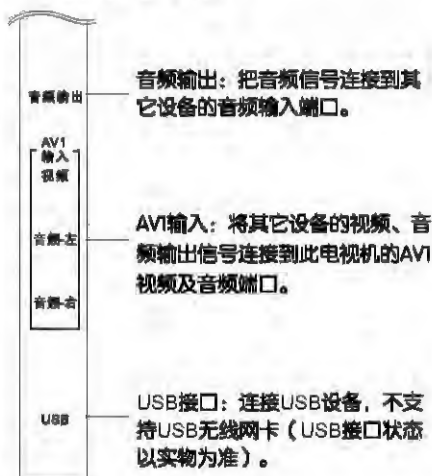 音频输出
音频输出：把音频信号连接到其
它设备的音频输入端口。
AV1
输入
视频
音频-左
音频-右
AV1输入：将其它设备的视频、音
频输出信号连接到此电视机的AV1
视频及音频端口。
USB
USB接口：连接USB设备，不支
持USB无线网卡（USB接口状态
以实物为准）。